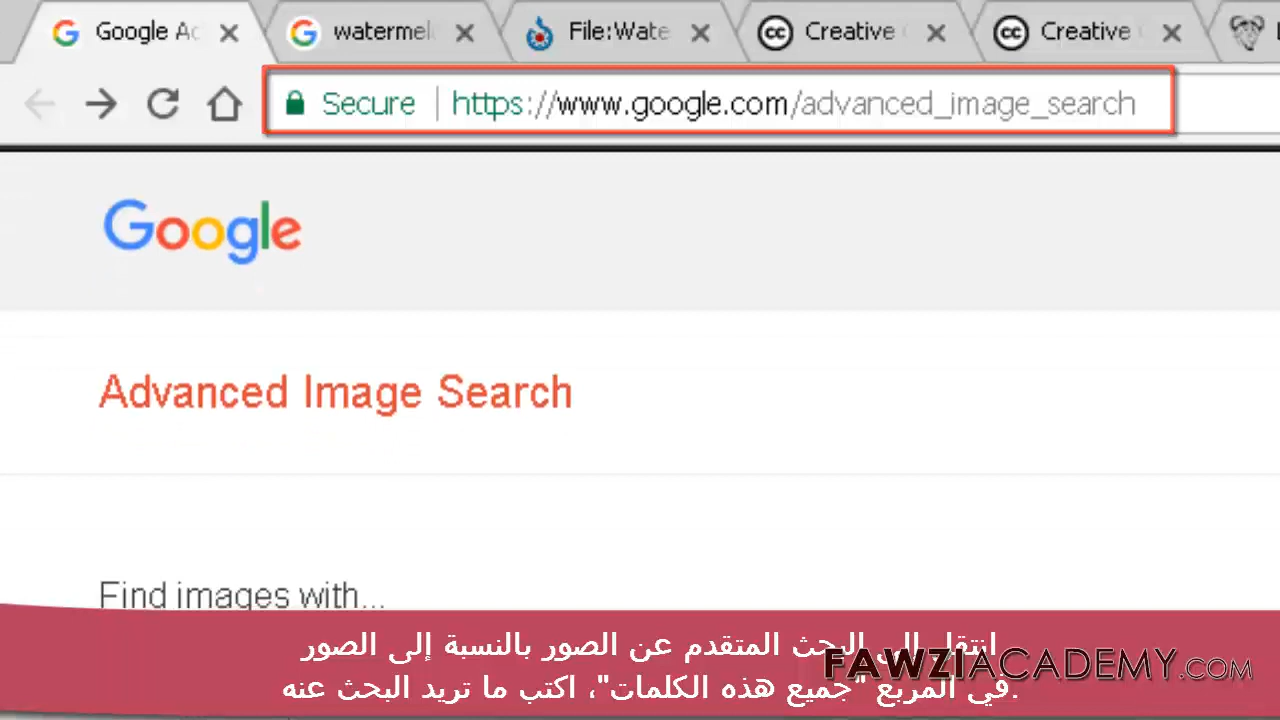 Google Ad
watermel
File:Wate
Creative
Creative
Secure
https://www.google.com/advanced_image_search
Google
Advanced Image Search
Find images with...
انتقل إلى البحث المتقدم عن الصور بالنسبة إلى الصور
في المربع "جميع هذه الكلمات"، اكتب ما تريد البحث عنه.
FAWZIACADEMY.COM